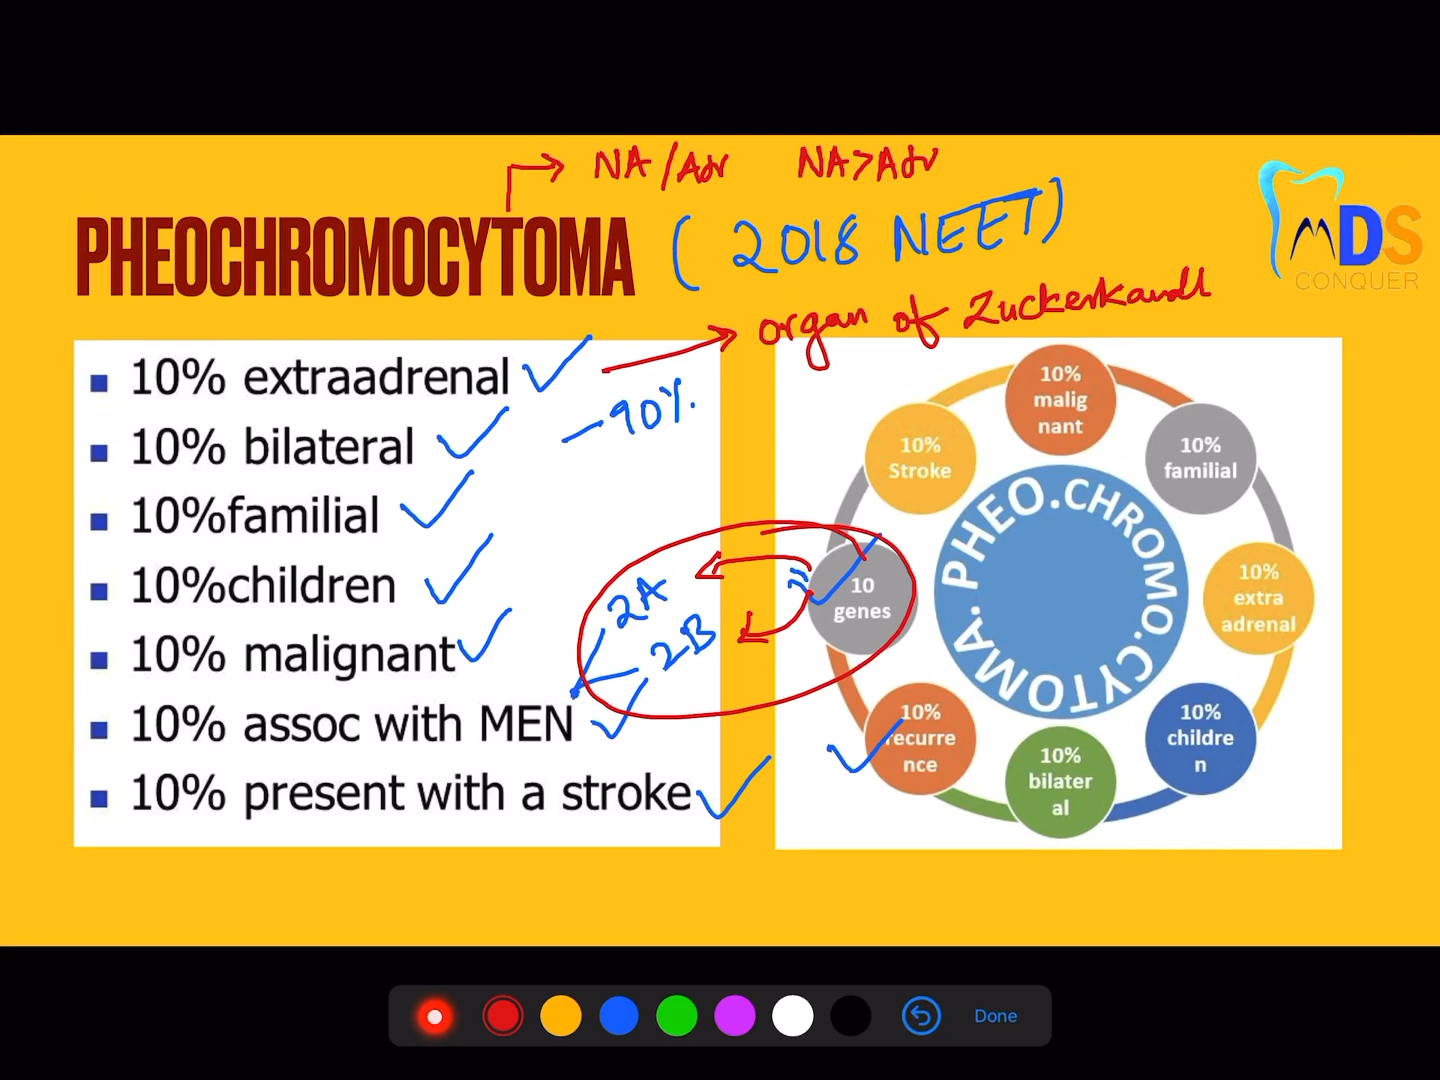 NA/Adr NA>Adr
PHEOCHROMOCYTOMA (2018 NEET)
MDS
CONQUER
organ of Zuckerkandl
10% extraadrenal
- 90%.
10% bilateral
10%familial
10%children
10% malignant
10% assoc with MEN
10% present with a stroke
2A
2B
10%
malig
nant
10%
familial
10%
extra
adrenal
10%
childre
n
10%
bilater
al
10%
recurre
nce
10
genes
10%
Stroke
PHEO.CHROMO.CYTOMA.
Done